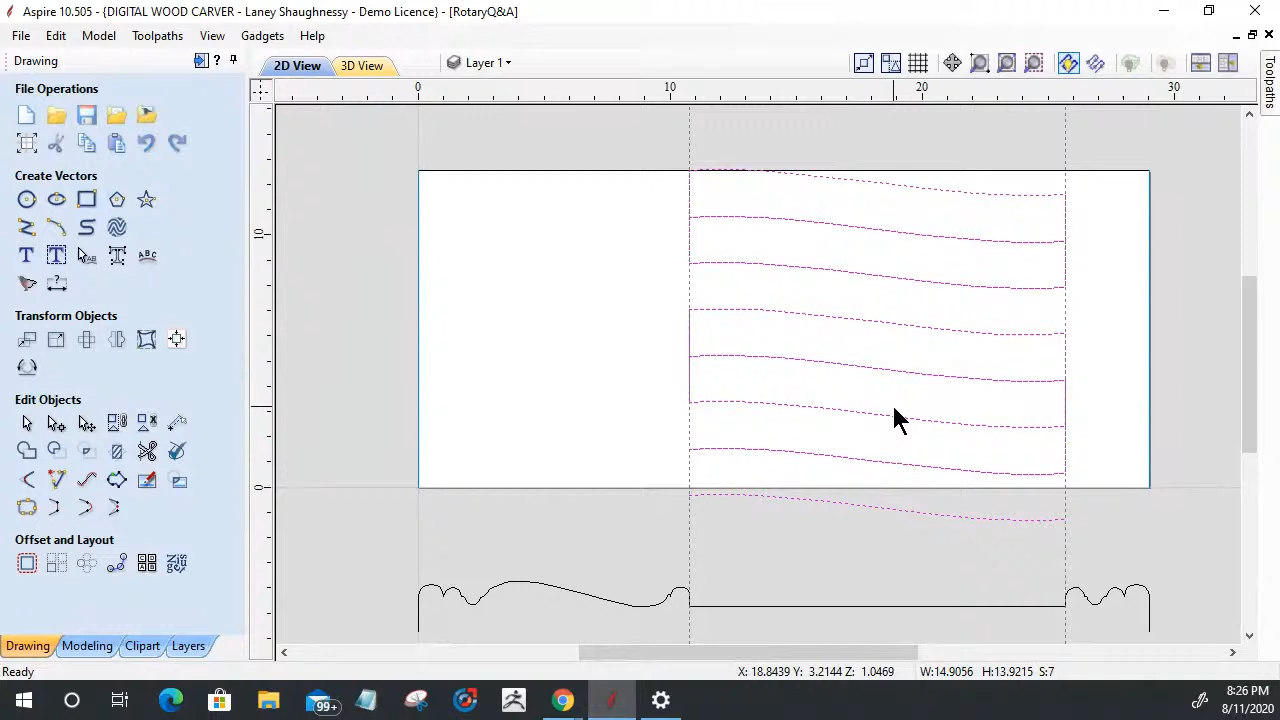 Aspire 10.505 - {DIGITAL WOOD CARVER - Laney Shaughnessy - Demo Licence} - [RotaryQ&A]
File Edit Model Toolpaths View Gadgets Help
Drawing
2D View 3D View Layer 1
File Operations
Create Vectors
Transform Objects
Edit Objects
Offset and Layout
Drawing Modeling Clipart Layers
Toolpaths
0 10 20 30
10
0
Ready
X: 18.8439 Y: 3.2144 Z: 1.0469
W:14.9056 H:13.9215 S:7
99+
8:26 PM
8/11/2020